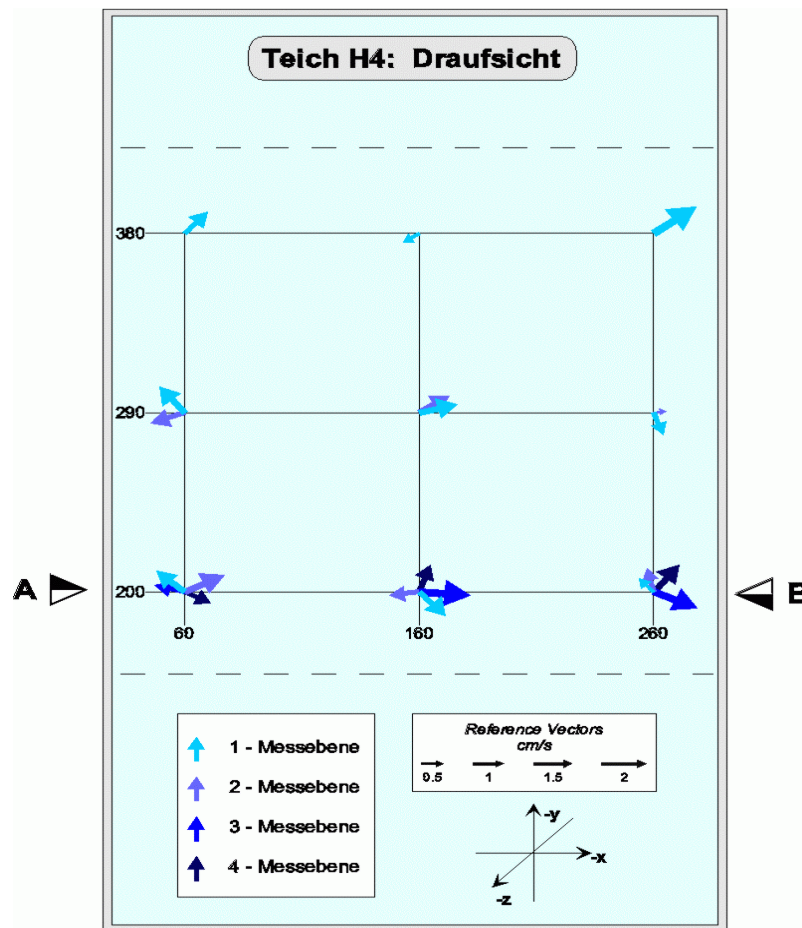 Teich H4: Draufsicht
380
290
A
200
B
60 160 260
1 - Messebene
2 - Messebene
3 - Messebene
4 - Messebene
Reference Vectors
cm/s
0.5 1 1.5 2
-y
-x
-z